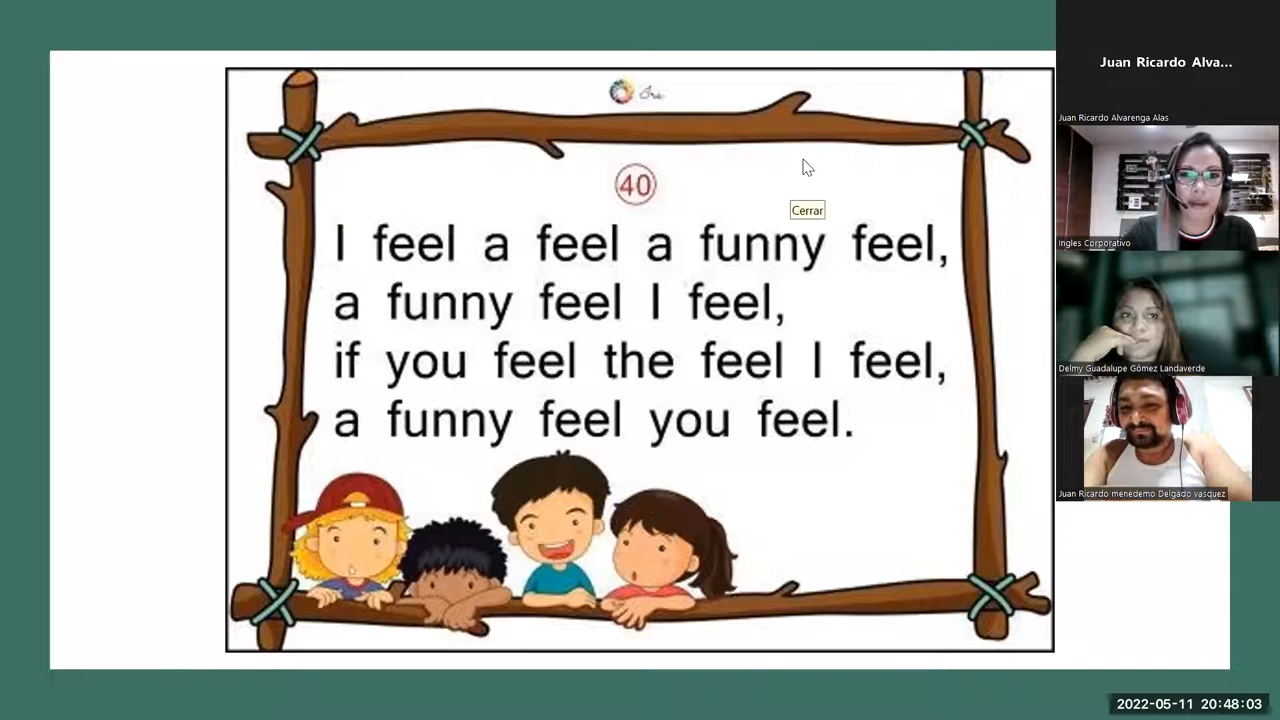 40
I feel a feel a funny feel,
a funny feel I feel,
if you feel the feel I feel,
a funny feel you feel.
Cerrar
Juan Ricardo Alva...
Juan Ricardo Alvarenga Alas
Ingles Corporativo
Delmy Guadalupe Gómez Landaverde
Juan Ricardo menedemo Delgado vasquez
2022-05-11 20:48:03